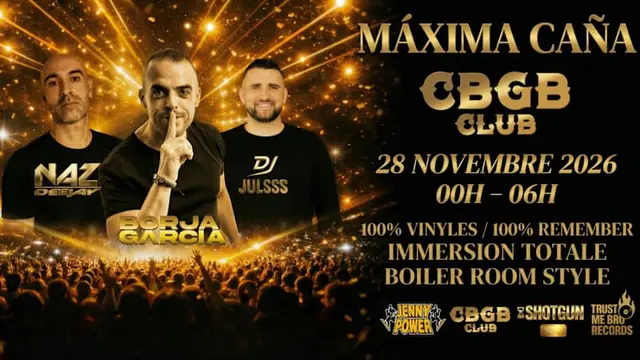 MÁXIMA CAÑA
CBGB
CLUB
28 NOVEMBRE 2026
00H – 06H
100% VINYLES / 100% REMEMBER
IMMERSION TOTALE
BOILER ROOM STYLE
NAZ
DEEJAY
BORJA
GARCIA
DJ
JULSSS
JENNY
POWER
CBGB
CLUB
SHOTGUN
TRUST
ME BRO
RECORDS